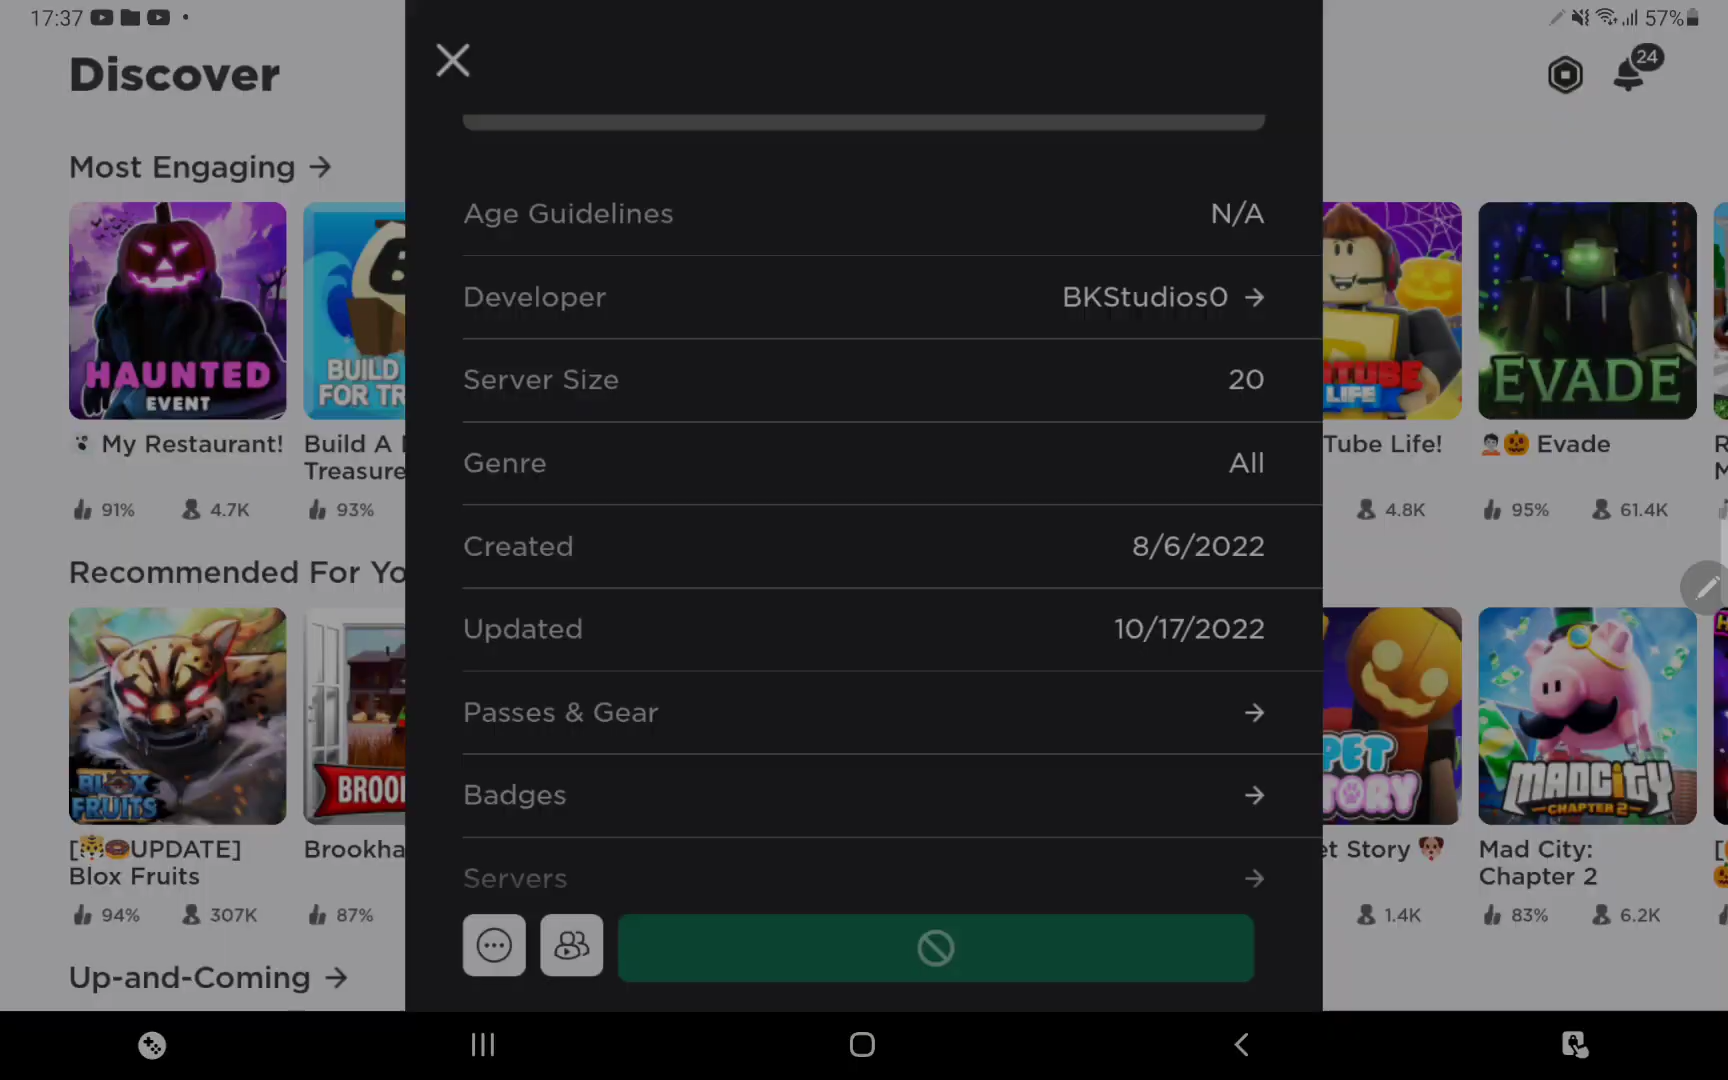 17:37
57%
Discover
24
Most Engaging →
HAUNTED
EVENT
BUILD
FOR TR
TUBE
LIFE
EVADE
My Restaurant!
Build A
Treasure
Tube Life!
Evade
91% 4.7K
93%
4.8K
95% 61.4K
Recommended For Yo
BLOX
FRUITS
BROO
PET
TORY
MADCITY
CHAPTER 2
[UPDATE]
Blox Fruits
Brookha
et Story
Mad City:
Chapter 2
94% 307K
87%
1.4K
83% 6.2K
Up-and-Coming →
Age Guidelines N/A
Developer BKStudios0 →
Server Size 20
Genre All
Created 8/6/2022
Updated 10/17/2022
Passes & Gear →
Badges →
Servers →